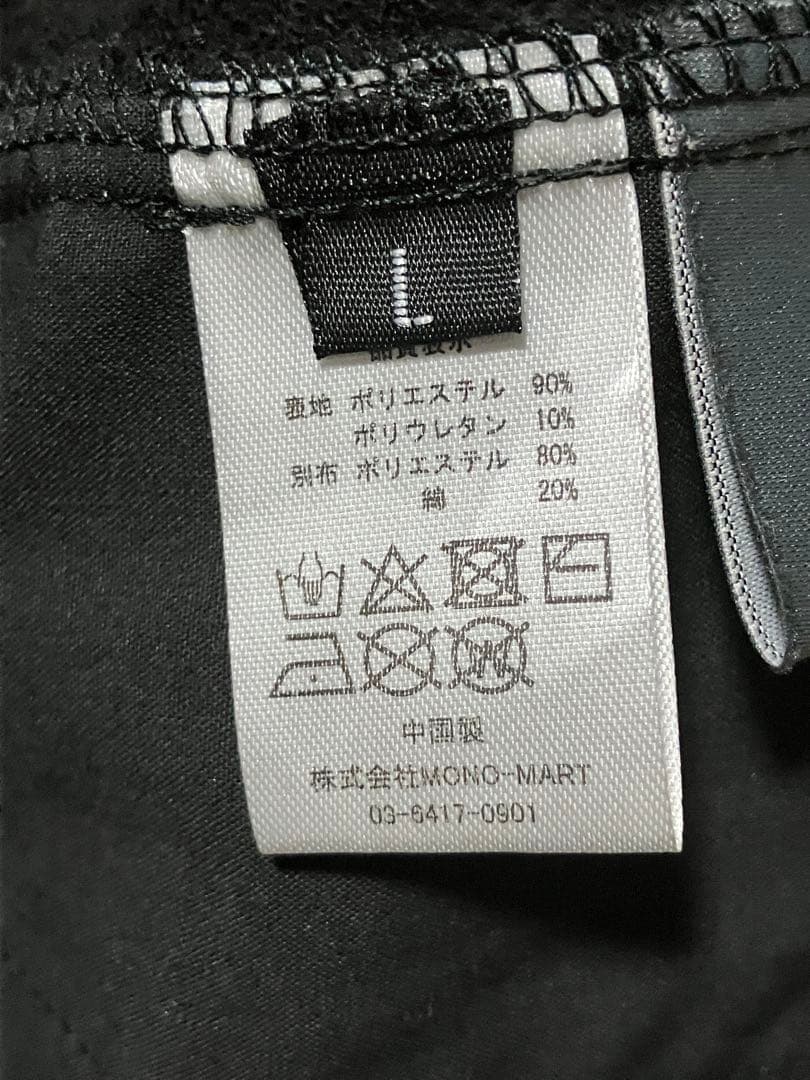 L
品質表示
表地 ポリエステル 90%
ポリウレタン 10%
別布 ポリエステル 80%
綿 20%
中国製
株式会社MONO-MART
03-6417-0901